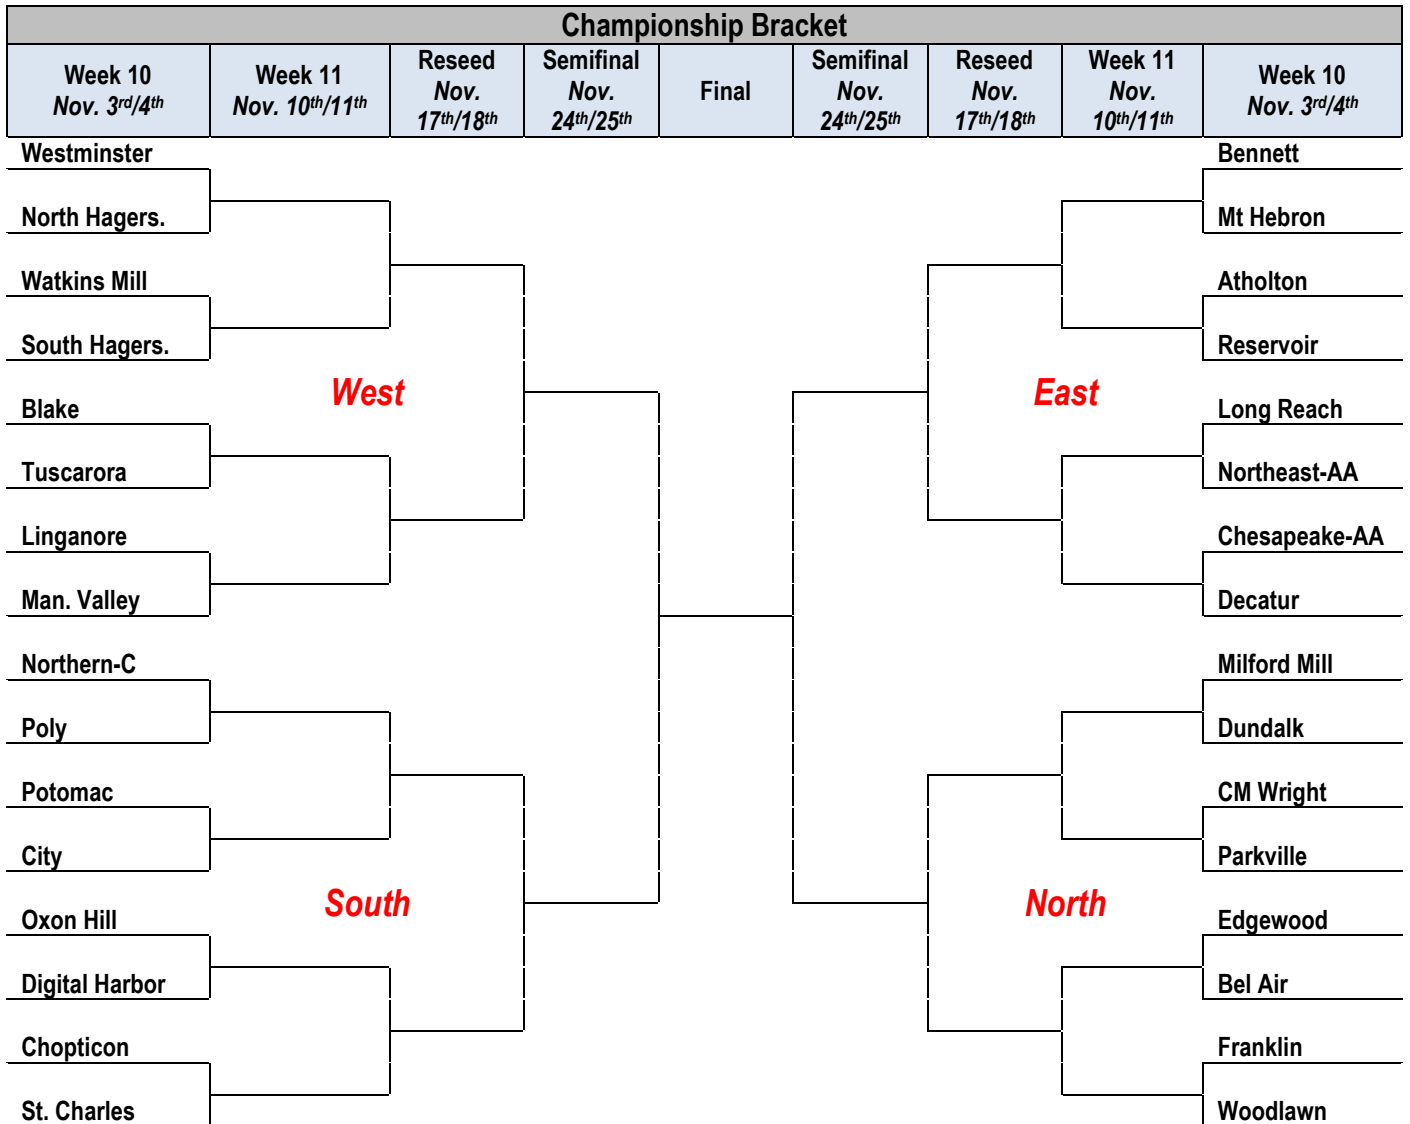 Championship Bracket
Week 10
Nov. 3rd/4th
Week 11
Nov. 10th/11th
Reseed
Nov.
17th/18th
Semifinal
Nov.
24th/25th
Final
Semifinal
Nov.
24th/25th
Reseed
Nov.
17th/18th
Week 11
Nov.
10th/11th
Week 10
Nov. 3rd/4th
Westminster
North Hagers.
Watkins Mill
South Hagers.
West
Blake
Tuscarora
Linganore
Man. Valley
Northern-C
Poly
Potomac
City
South
Oxon Hill
Digital Harbor
Chopticon
St. Charles
Bennett
Mt Hebron
Atholton
Reservoir
East
Long Reach
Northeast-AA
Chesapeake-AA
Decatur
Milford Mill
Dundalk
CM Wright
Parkville
North
Edgewood
Bel Air
Franklin
Woodlawn